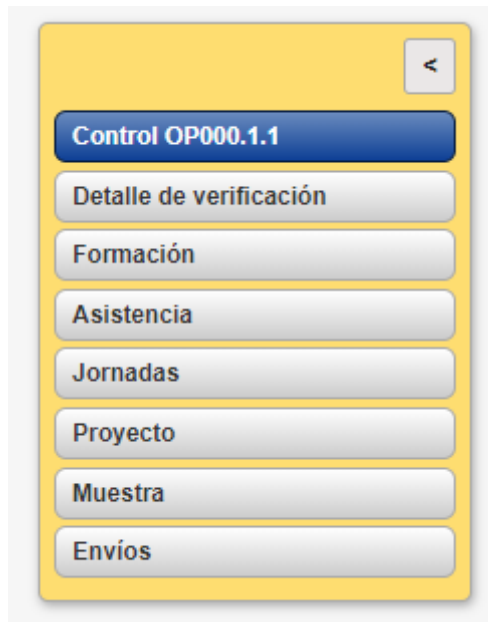 <
Control OP000.1.1
Detalle de verificación
Formación
Asistencia
Jornadas
Proyecto
Muestra
Envíos